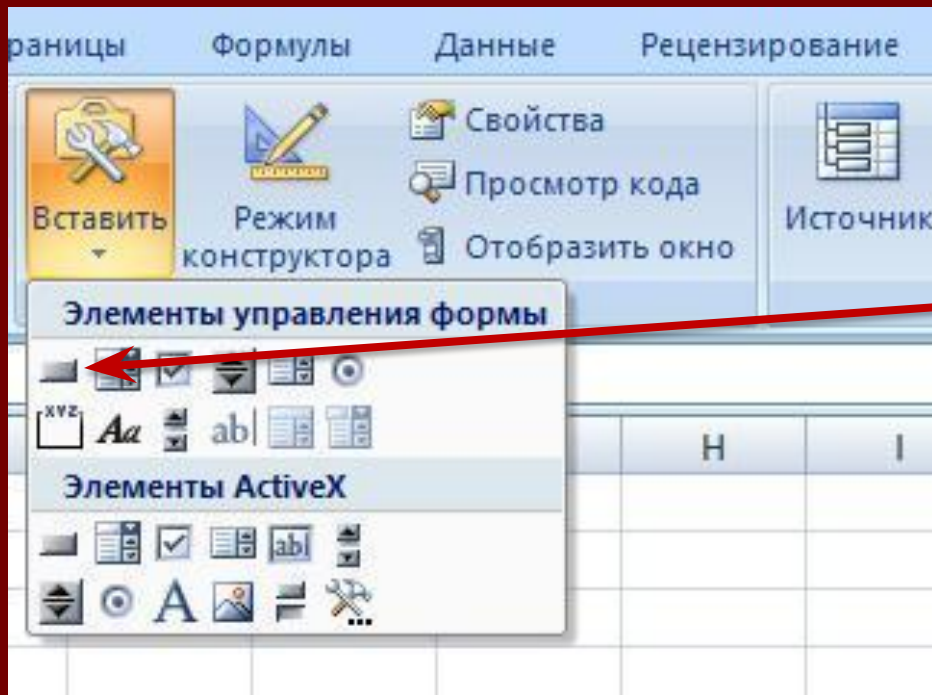 раницы Формулы Данные Рецензирование
Вставить
Режим
конструктора
Свойства
Просмотр кода
Отобразить окно
Источник
Элементы управления формы
XYZ Aa ab
H I
Элементы ActiveX
ab
A